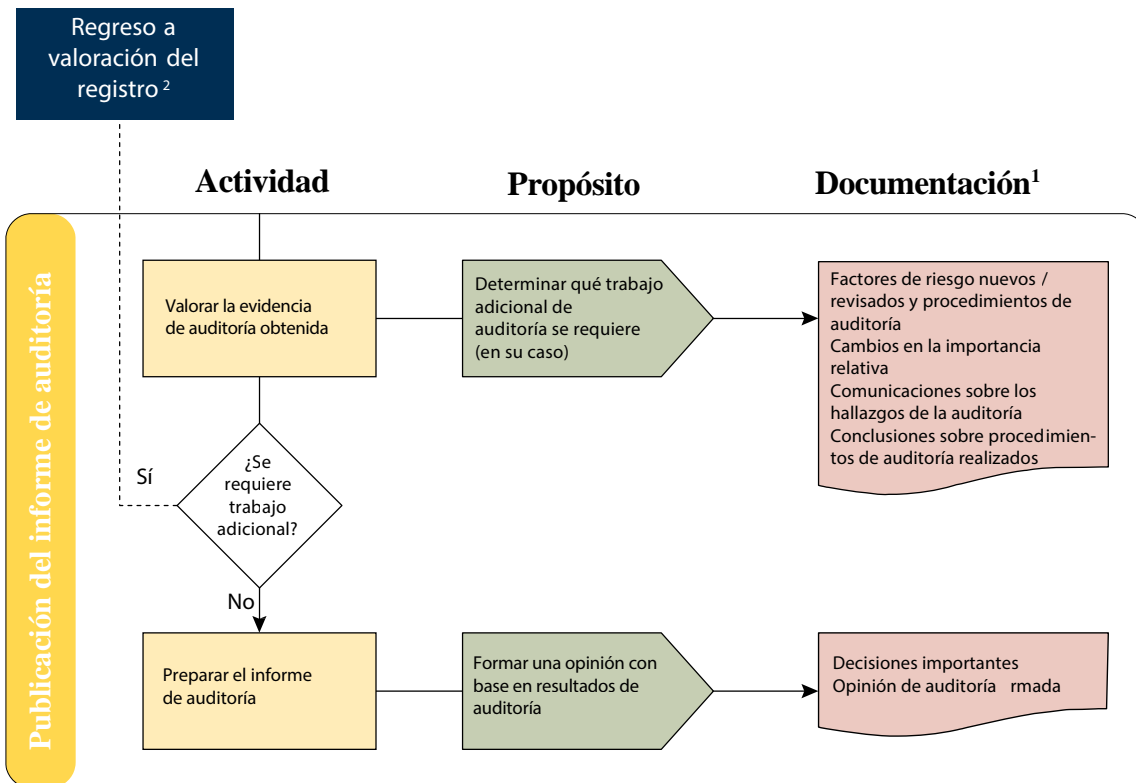 Regreso a
valoración del
registro ²
Actividad
Propósito
Documentación¹
Publicación del informe de auditoría
Valorar la evidencia
de auditoría obtenida
Determinar qué trabajo
adicional de
auditoría se requiere
(en su caso)
Factores de riesgo nuevos /
revisados y procedimientos de
auditoría
Cambios en la importancia
relativa
Comunicaciones sobre los
hallazgos de la auditoría
Conclusiones sobre procedimien-
tos de auditoría realizados
Sí
¿Se
requiere
trabajo
adicional?
No
Preparar el informe
de auditoría
Formar una opinión con
base en resultados de
auditoría
Decisiones importantes
Opinión de auditoría rmada